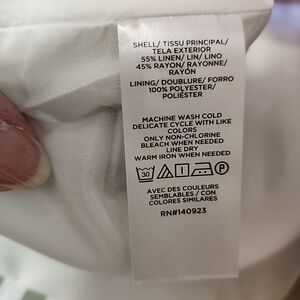 SHELL/ TISSU PRINCIPAL/
TELA EXTERIOR
55% LINEN/ LIN/ LINO
45% RAYON/ RAYONNE/
RAYÓN
LINING/ DOUBLURE/ FORRO
100% POLYESTER/
POLIÉSTER
MACHINE WASH COLD
DELICATE CYCLE WITH LIKE
COLORS
ONLY NON-CHLORINE
BLEACH WHEN NEEDED
LINE DRY
WARM IRON WHEN NEEDED
30 P
AVEC DES COULEURS
SEMBLABLES / CON
COLORES SIMILARES
RN#140923